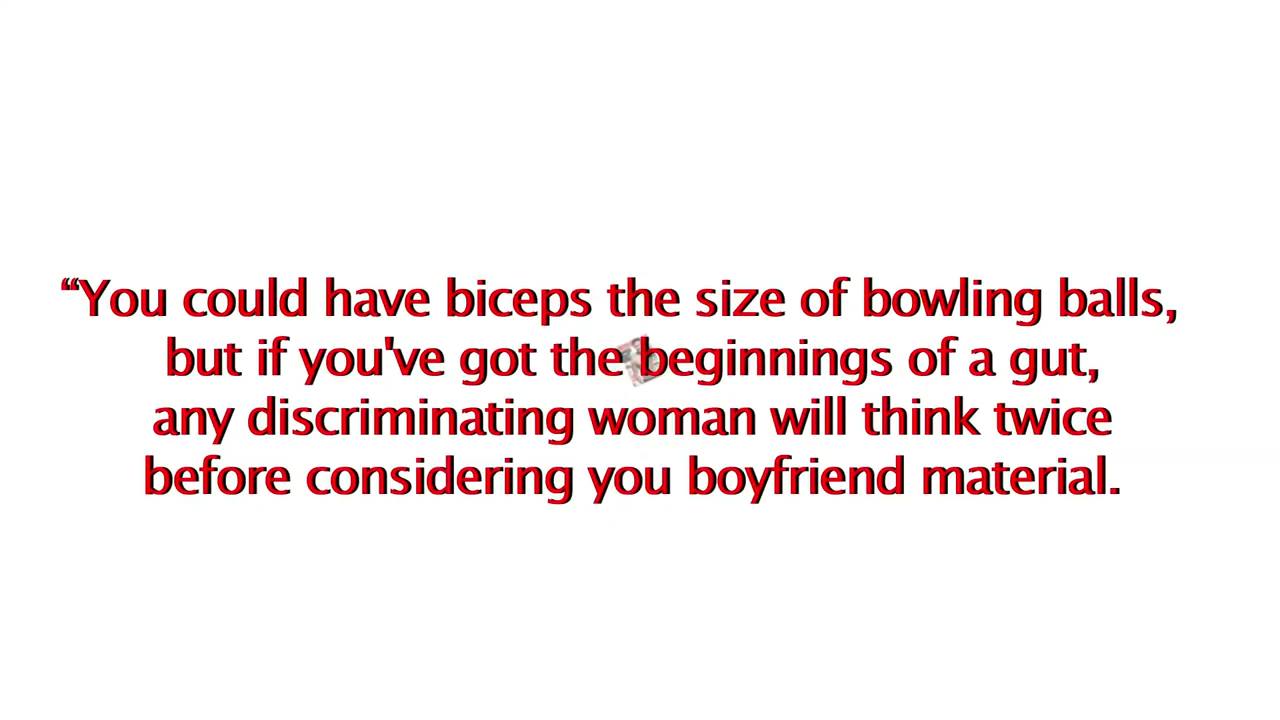 “You could have biceps the size of bowling balls,
but if you've got the beginnings of a gut,
any discriminating woman will think twice
before considering you boyfriend material.